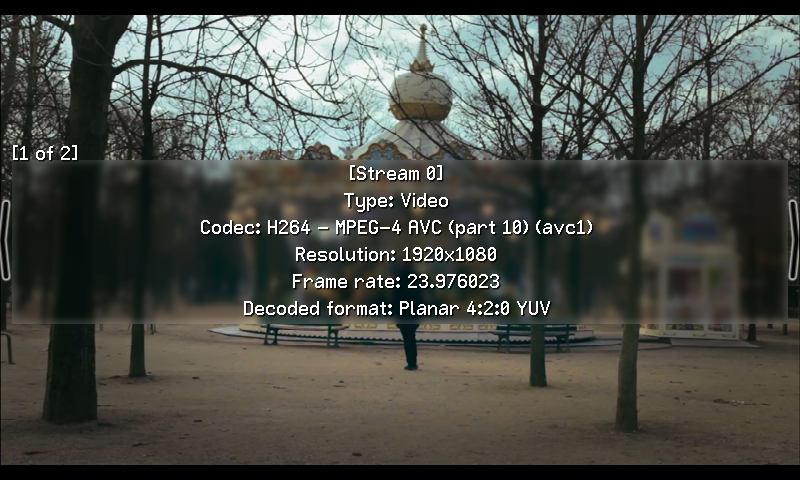 [1 of 2]
[Stream 0]
Type: Video
Codec: H264 - MPEG-4 AVC (part 10) (avc1)
Resolution: 1920x1080
Frame rate: 23.976023
Decoded format: Planar 4:2:0 YUV